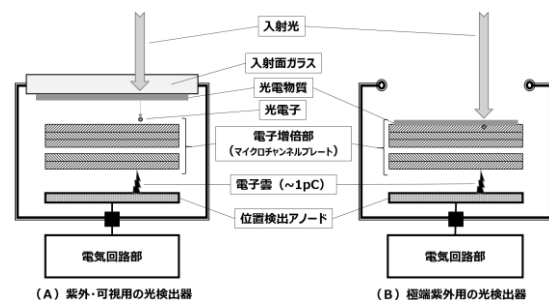 入射光
入射面ガラス
光電物質
光電子
電子増倍部
(マイクロチャンネルプレート)
電子雲(~1pC)
位置検出アノード
電気回路部
電気回路部
(A)紫外・可視用の光検出器
(B)極端紫外用の光検出器